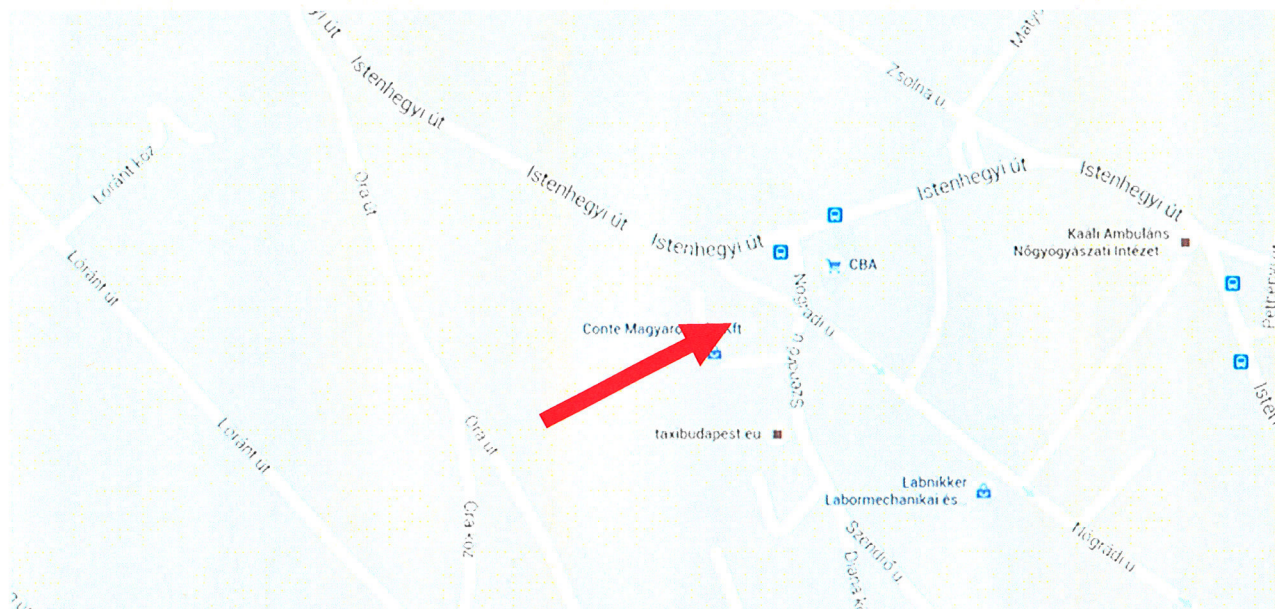 Istenhegyi út
Zsolna u.
Lóránt köz
Óra út
Istenhegyi út
Istenhegyi út
Istenhegyi út
Istenhegyi út
Kaáli Ambuláns
Nőgyógyászati Intézet
CBA
Lóránt út
Nógrádi u
Conte Magyaro
Kft
Szendrő u
Lóránt út
Óra út
taxibudapest.eu
Labnikker
Labormechanikai és...
Óra köz
Szendrő u
Nógrádi u